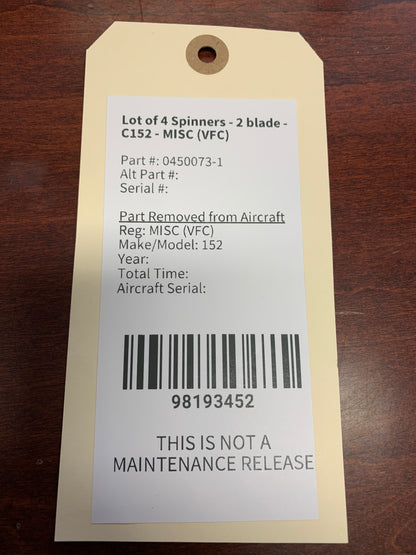 Lot of 4 Spinners - 2 blade -
C152 - MISC (VFC)
Part #: 0450073-1
Alt Part #:
Serial #:
Part Removed from Aircraft
Reg: MISC (VFC)
Make/Model: 152
Year:
Total Time:
Aircraft Serial:
98193452
THIS IS NOT A
MAINTENANCE RELEASE